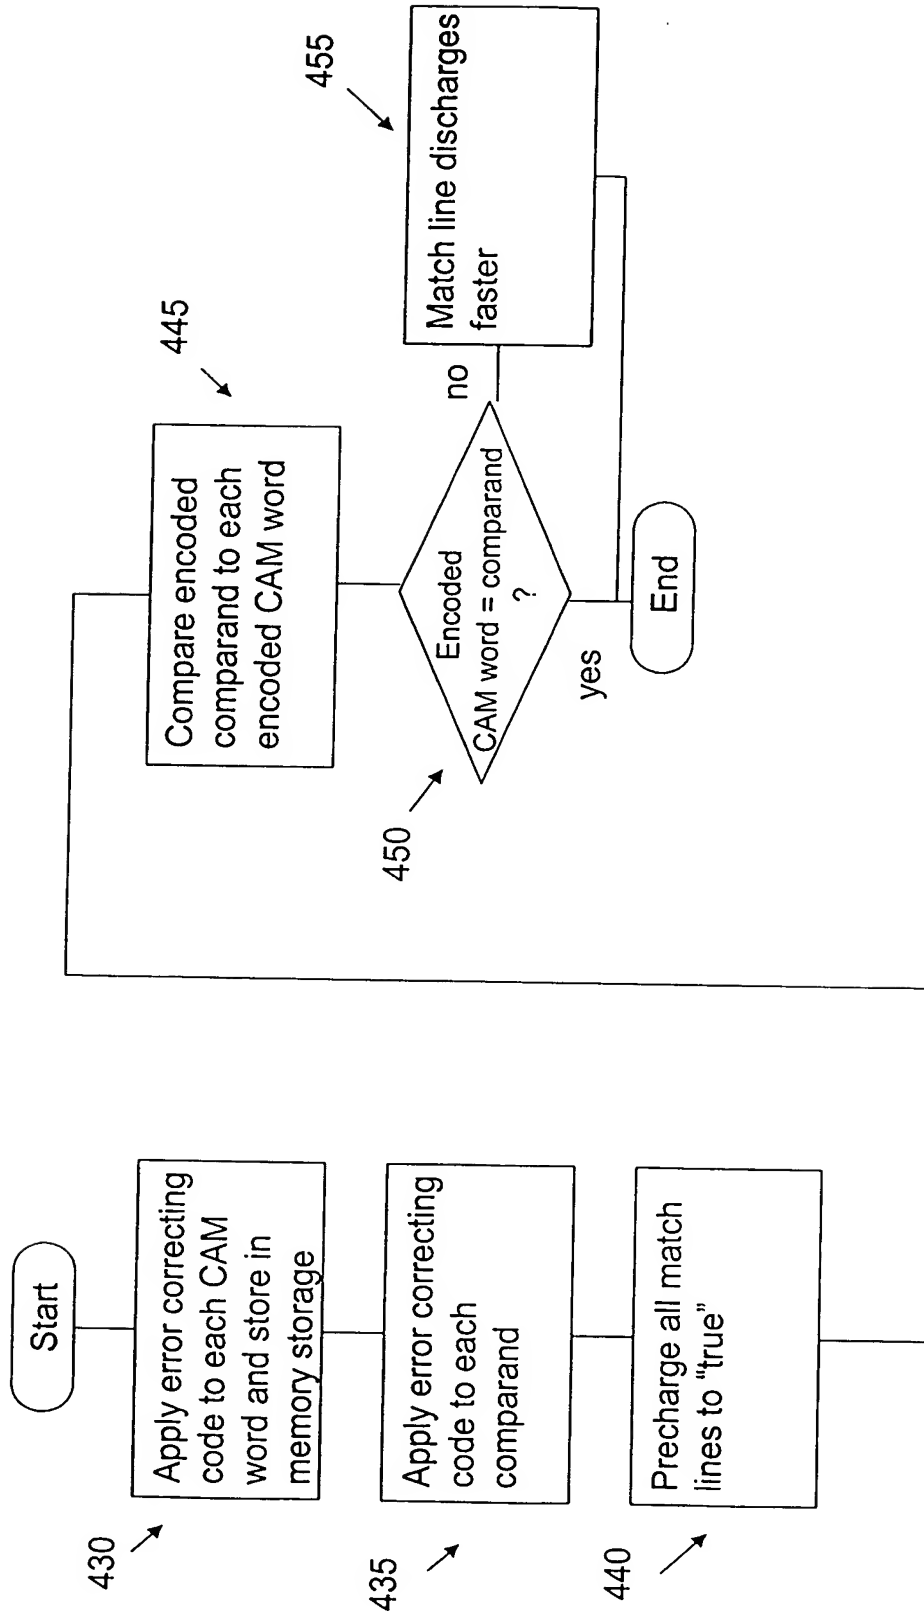 Start
430
Apply error correcting
code to each CAM
word and store in
memory storage
435
Apply error correcting
code to each
comparand
440
Precharge all match
lines to “true”
445
Compare encoded
comparand to each
encoded CAM word
450
Encoded
CAM word = comparand
?
no
yes
455
Match line discharges
faster
End